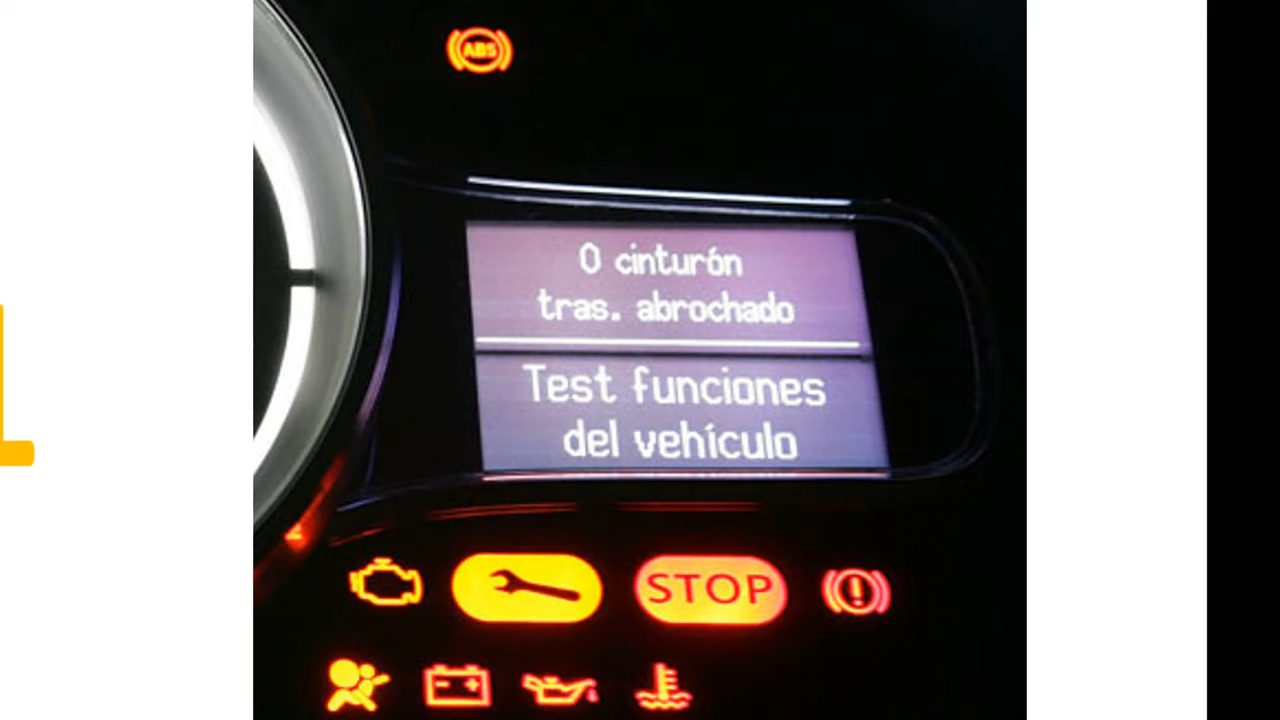 ABS
0 cinturón
tras. abrochado
Test funciones
del vehículo
STOP